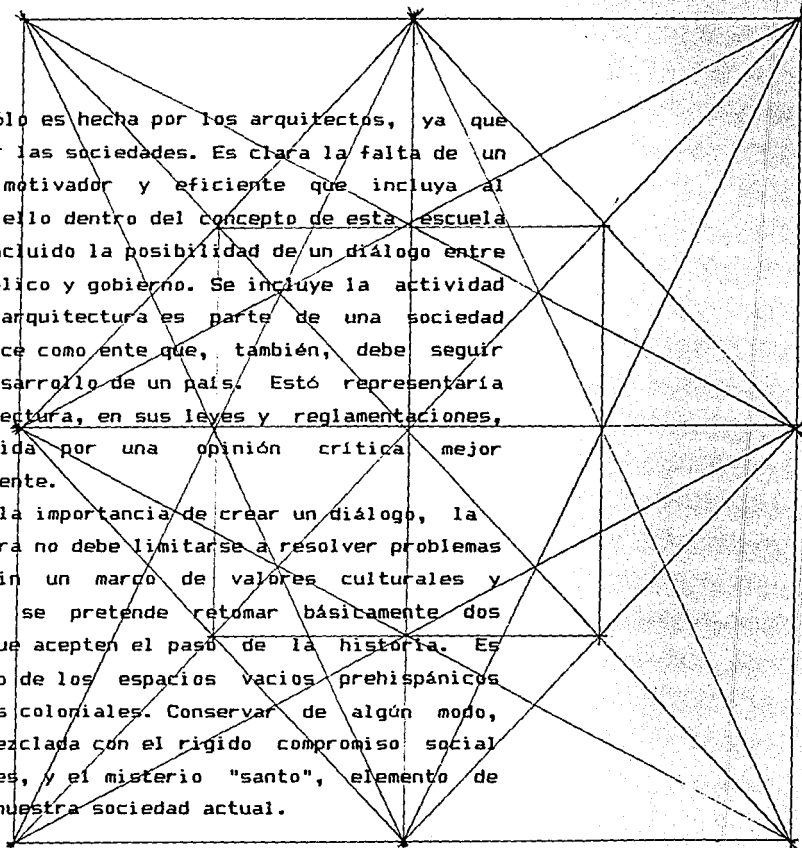 es hecha por los arquitectos, ya que
las sociedades. Es clara la falta de un
motivador y eficiente que incluya al
ello dentro del concepto de esta escuela
cluido la posibilidad de un diálogo entre
lico y gobierno. Se incluye la actividad
arquitectura es parte de una sociedad
ce como ente que, también, debe seguir
sarrollo de un país. Estó representaría
ectura, en sus leyes y reglamentaciones,
ida por una opinión crítica mejor
ente.
la importancia de crear un diálogo, la
ra no debe limitarse a resolver problemas
in un marco de valores culturales y
se pretende retomar básicamente dos
ue acepten el paso de la historia. Es
o de los espacios vacios prehispánicos
s coloniales. Conservar de algún modo,
ezclada con el rigido compromiso social
es, y el misterio "santo", elemento de
nuestra sociedad actual.